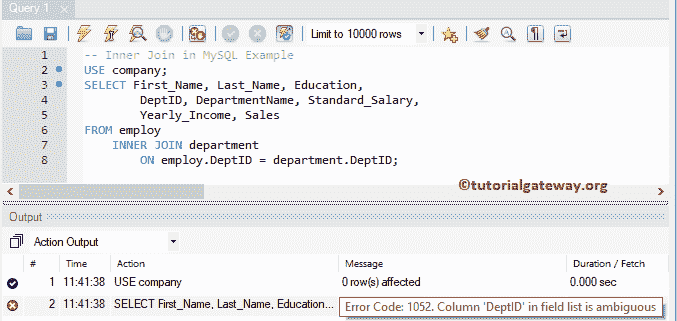 Query 1
Limit to 10000 rows
1 -- Inner Join in MySQL Example
2 USE company;
3 SELECT First_Name, Last_Name, Education,
4 DeptID, DepartmentName, Standard_Salary,
5 Yearly_Income, Sales
6 FROM employ
7 INNER JOIN department
8 ON employ.DeptID = department.DeptID;
©tutorialgateway.org
Output
Action Output
# Time Action Message Duration / Fetch
1 11:41:38 USE company 0 row(s) affected 0.000 sec
2 11:41:38 SELECT First_Name, Last_Name, Education... Error Code: 1052. Column 'DeptID' in field list is ambiguous